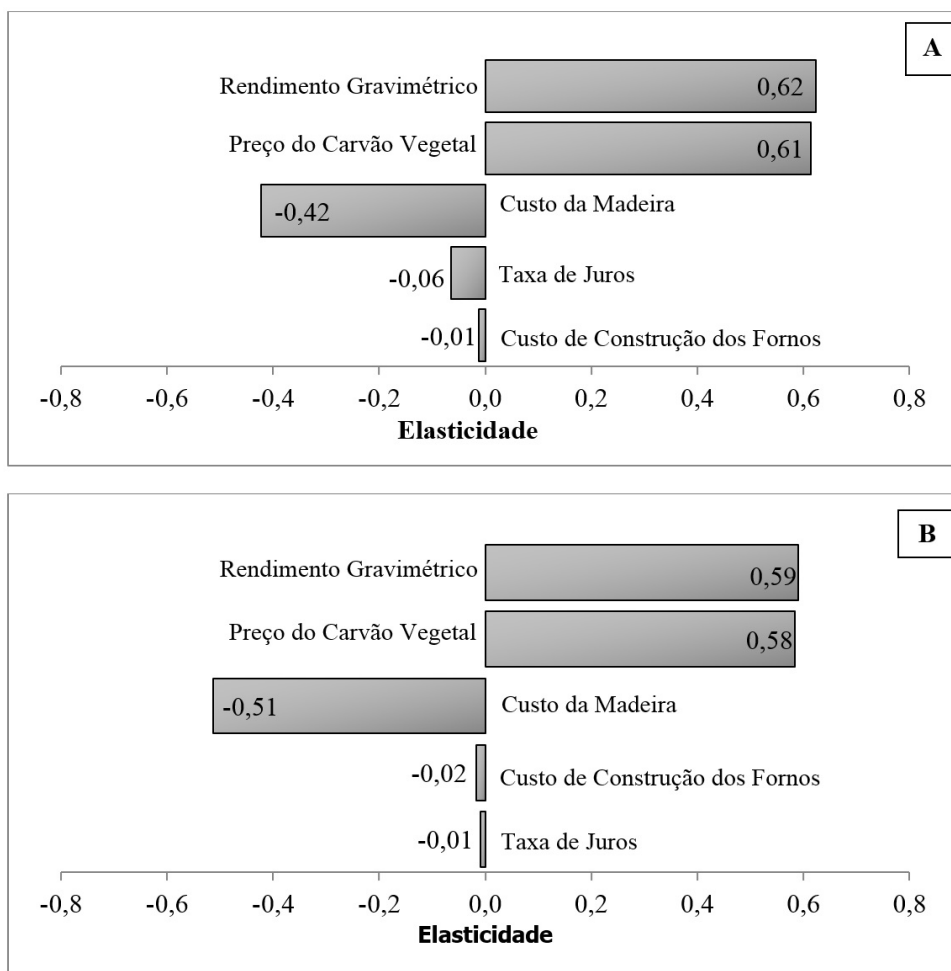 A
Rendimento Gravimétrico 0,62
Preço do Carvão Vegetal 0,61
-0,42 Custo da Madeira
-0,06 Taxa de Juros
-0,01 Custo de Construção dos Fornos
-0,8 -0,6 -0,4 -0,2 0,0 0,2 0,4 0,6 0,8
Elasticidade
B
Rendimento Gravimétrico 0,59
Preço do Carvão Vegetal 0,58
-0,51 Custo da Madeira
-0,02 Custo de Construção dos Fornos
-0,01 Taxa de Juros
-0,8 -0,6 -0,4 -0,2 0,0 0,2 0,4 0,6 0,8
Elasticidade